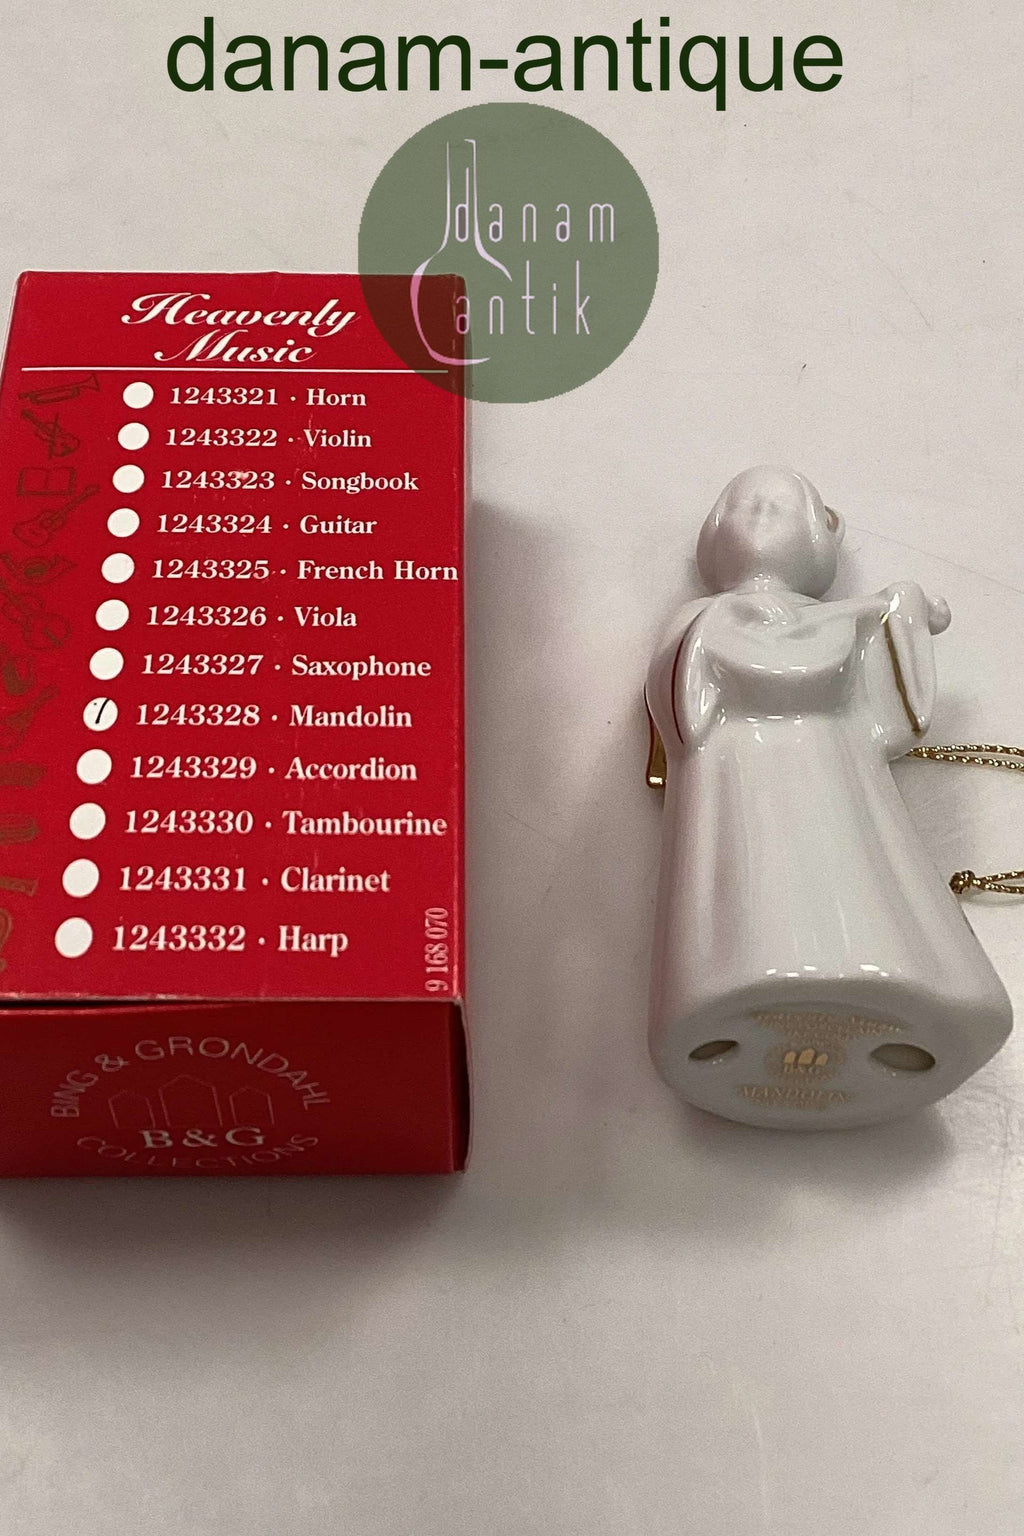 danam-antique
danam
antik
Heavenly
Music
1243321 · Horn
1243322 · Violin
1243323 · Songbook
1243324 · Guitar
1243325 · French Horn
1243326 · Viola
1243327 · Saxophone
1243328 · Mandolin
1243329 · Accordion
1243330 · Tambourine
1243331 · Clarinet
1243332 · Harp
9 168 070
BING & GRONDAHL
B&G
COLLECTIONS
B&G
MANDOLIN